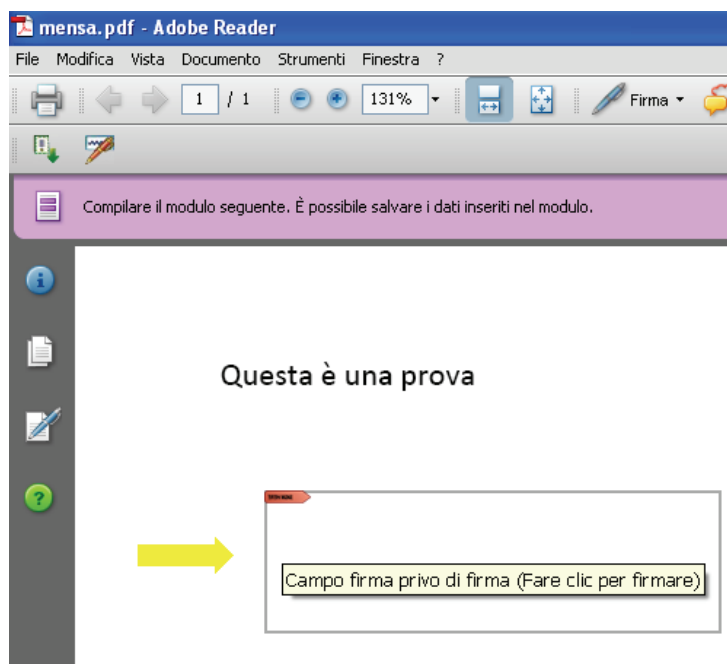 mensa.pdf - Adobe Reader
File Modifica Vista Documento Strumenti Finestra ?
1 / 1 131% Firma
Compilare il modulo seguente. È possibile salvare i dati inseriti nel modulo.
Questa è una prova
Campo firma privo di firma (Fare clic per firmare)